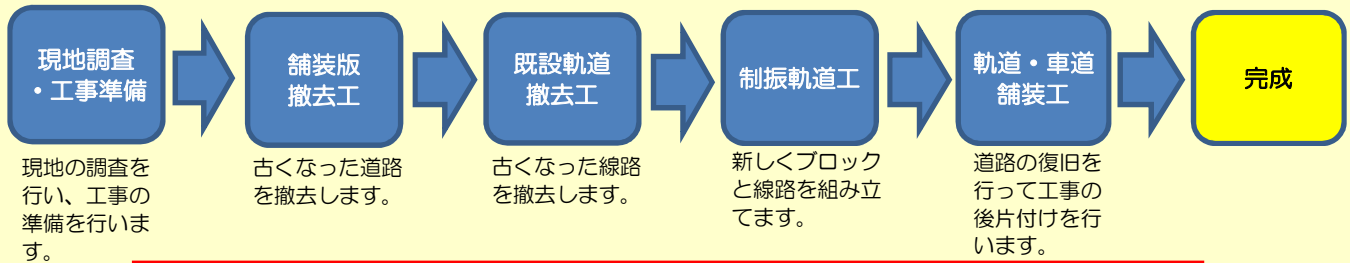 現地調査
・工事準備
舗装版
撤去工
既設軌道
撤去工
制振軌道工
軌道・車道
舗装工
完成
現地の調査を
行い、工事の
準備を行いま
す。
古くなった道路
を撤去します。
古くなった線路
を撤去します。
新しくブロック
と線路を組み立
てます。
道路の復旧を
行って工事の
後片付けを行
います。